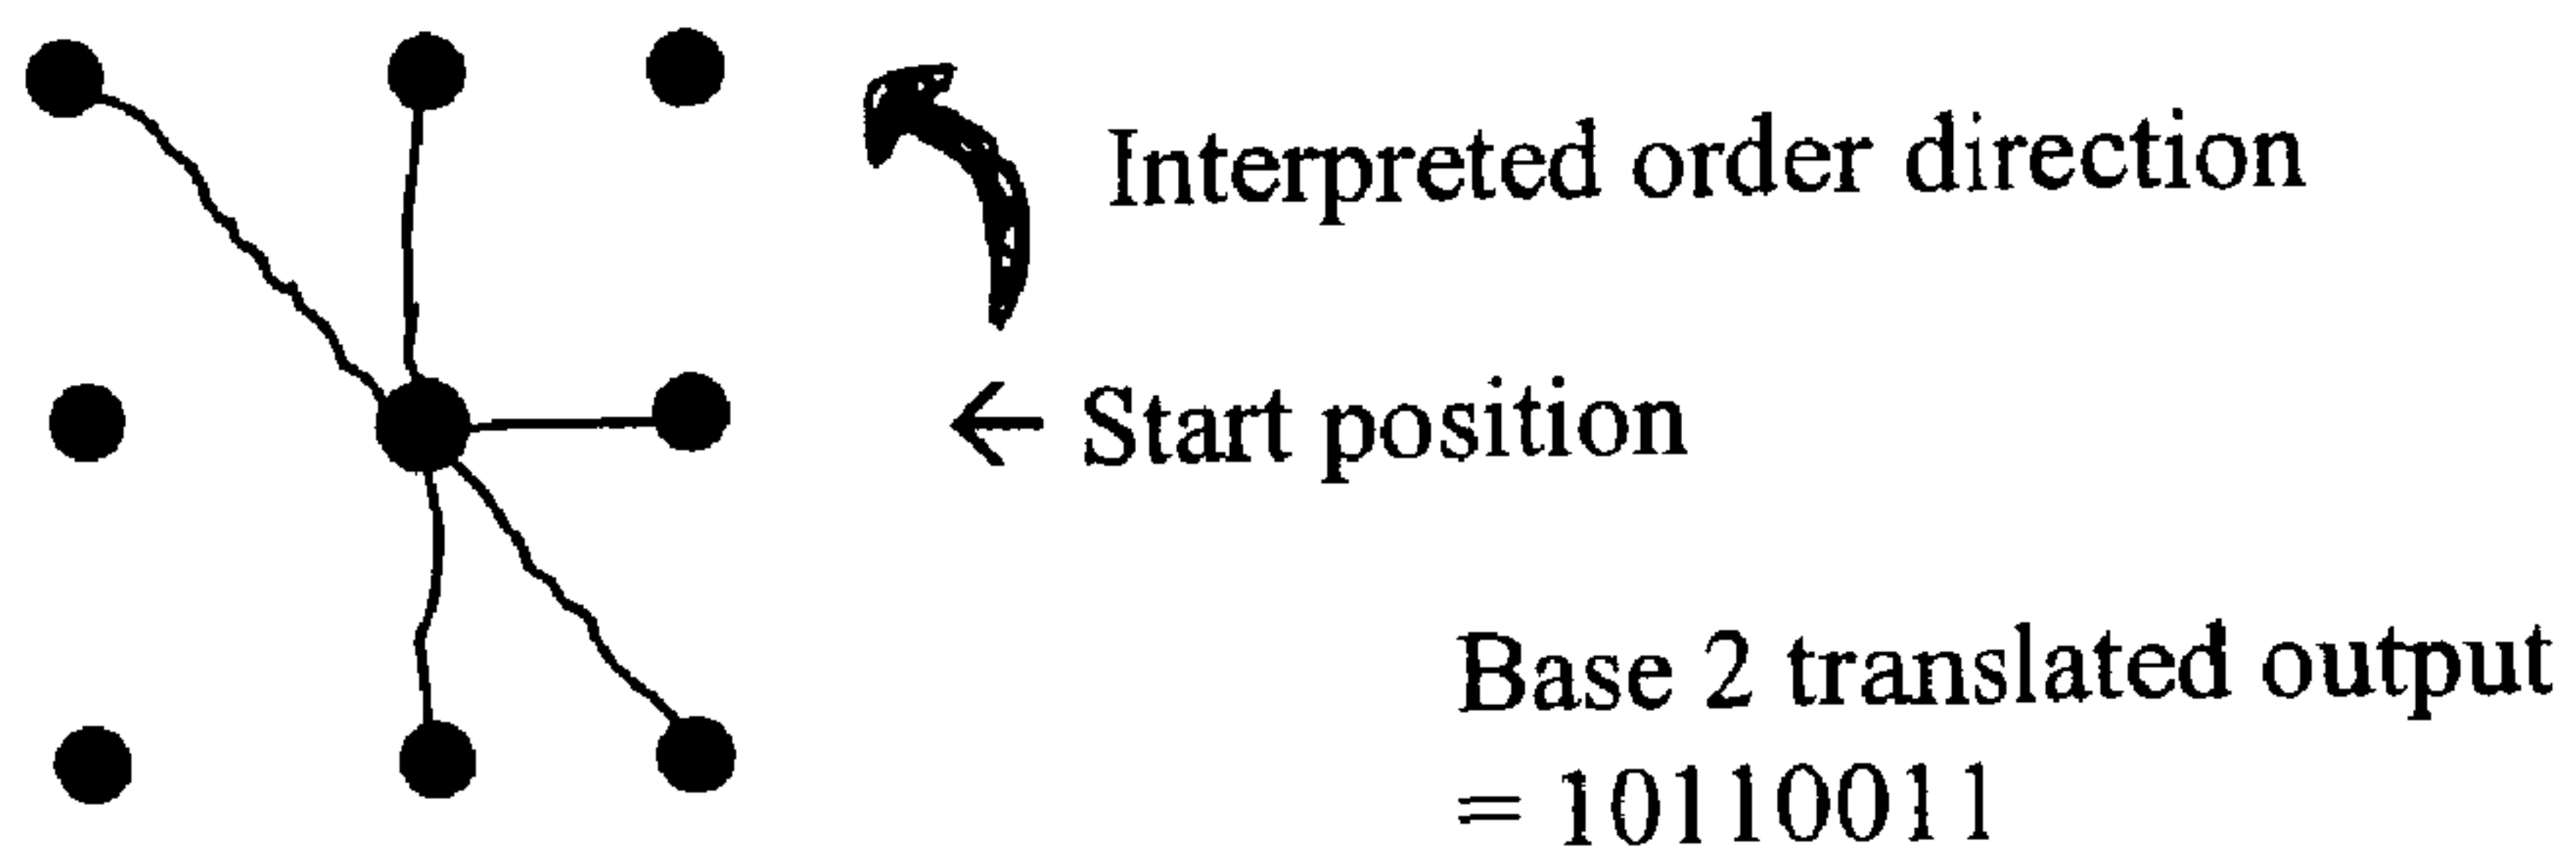 Interpreted order direction
← Start position
Base 2 translated output
= 10110011